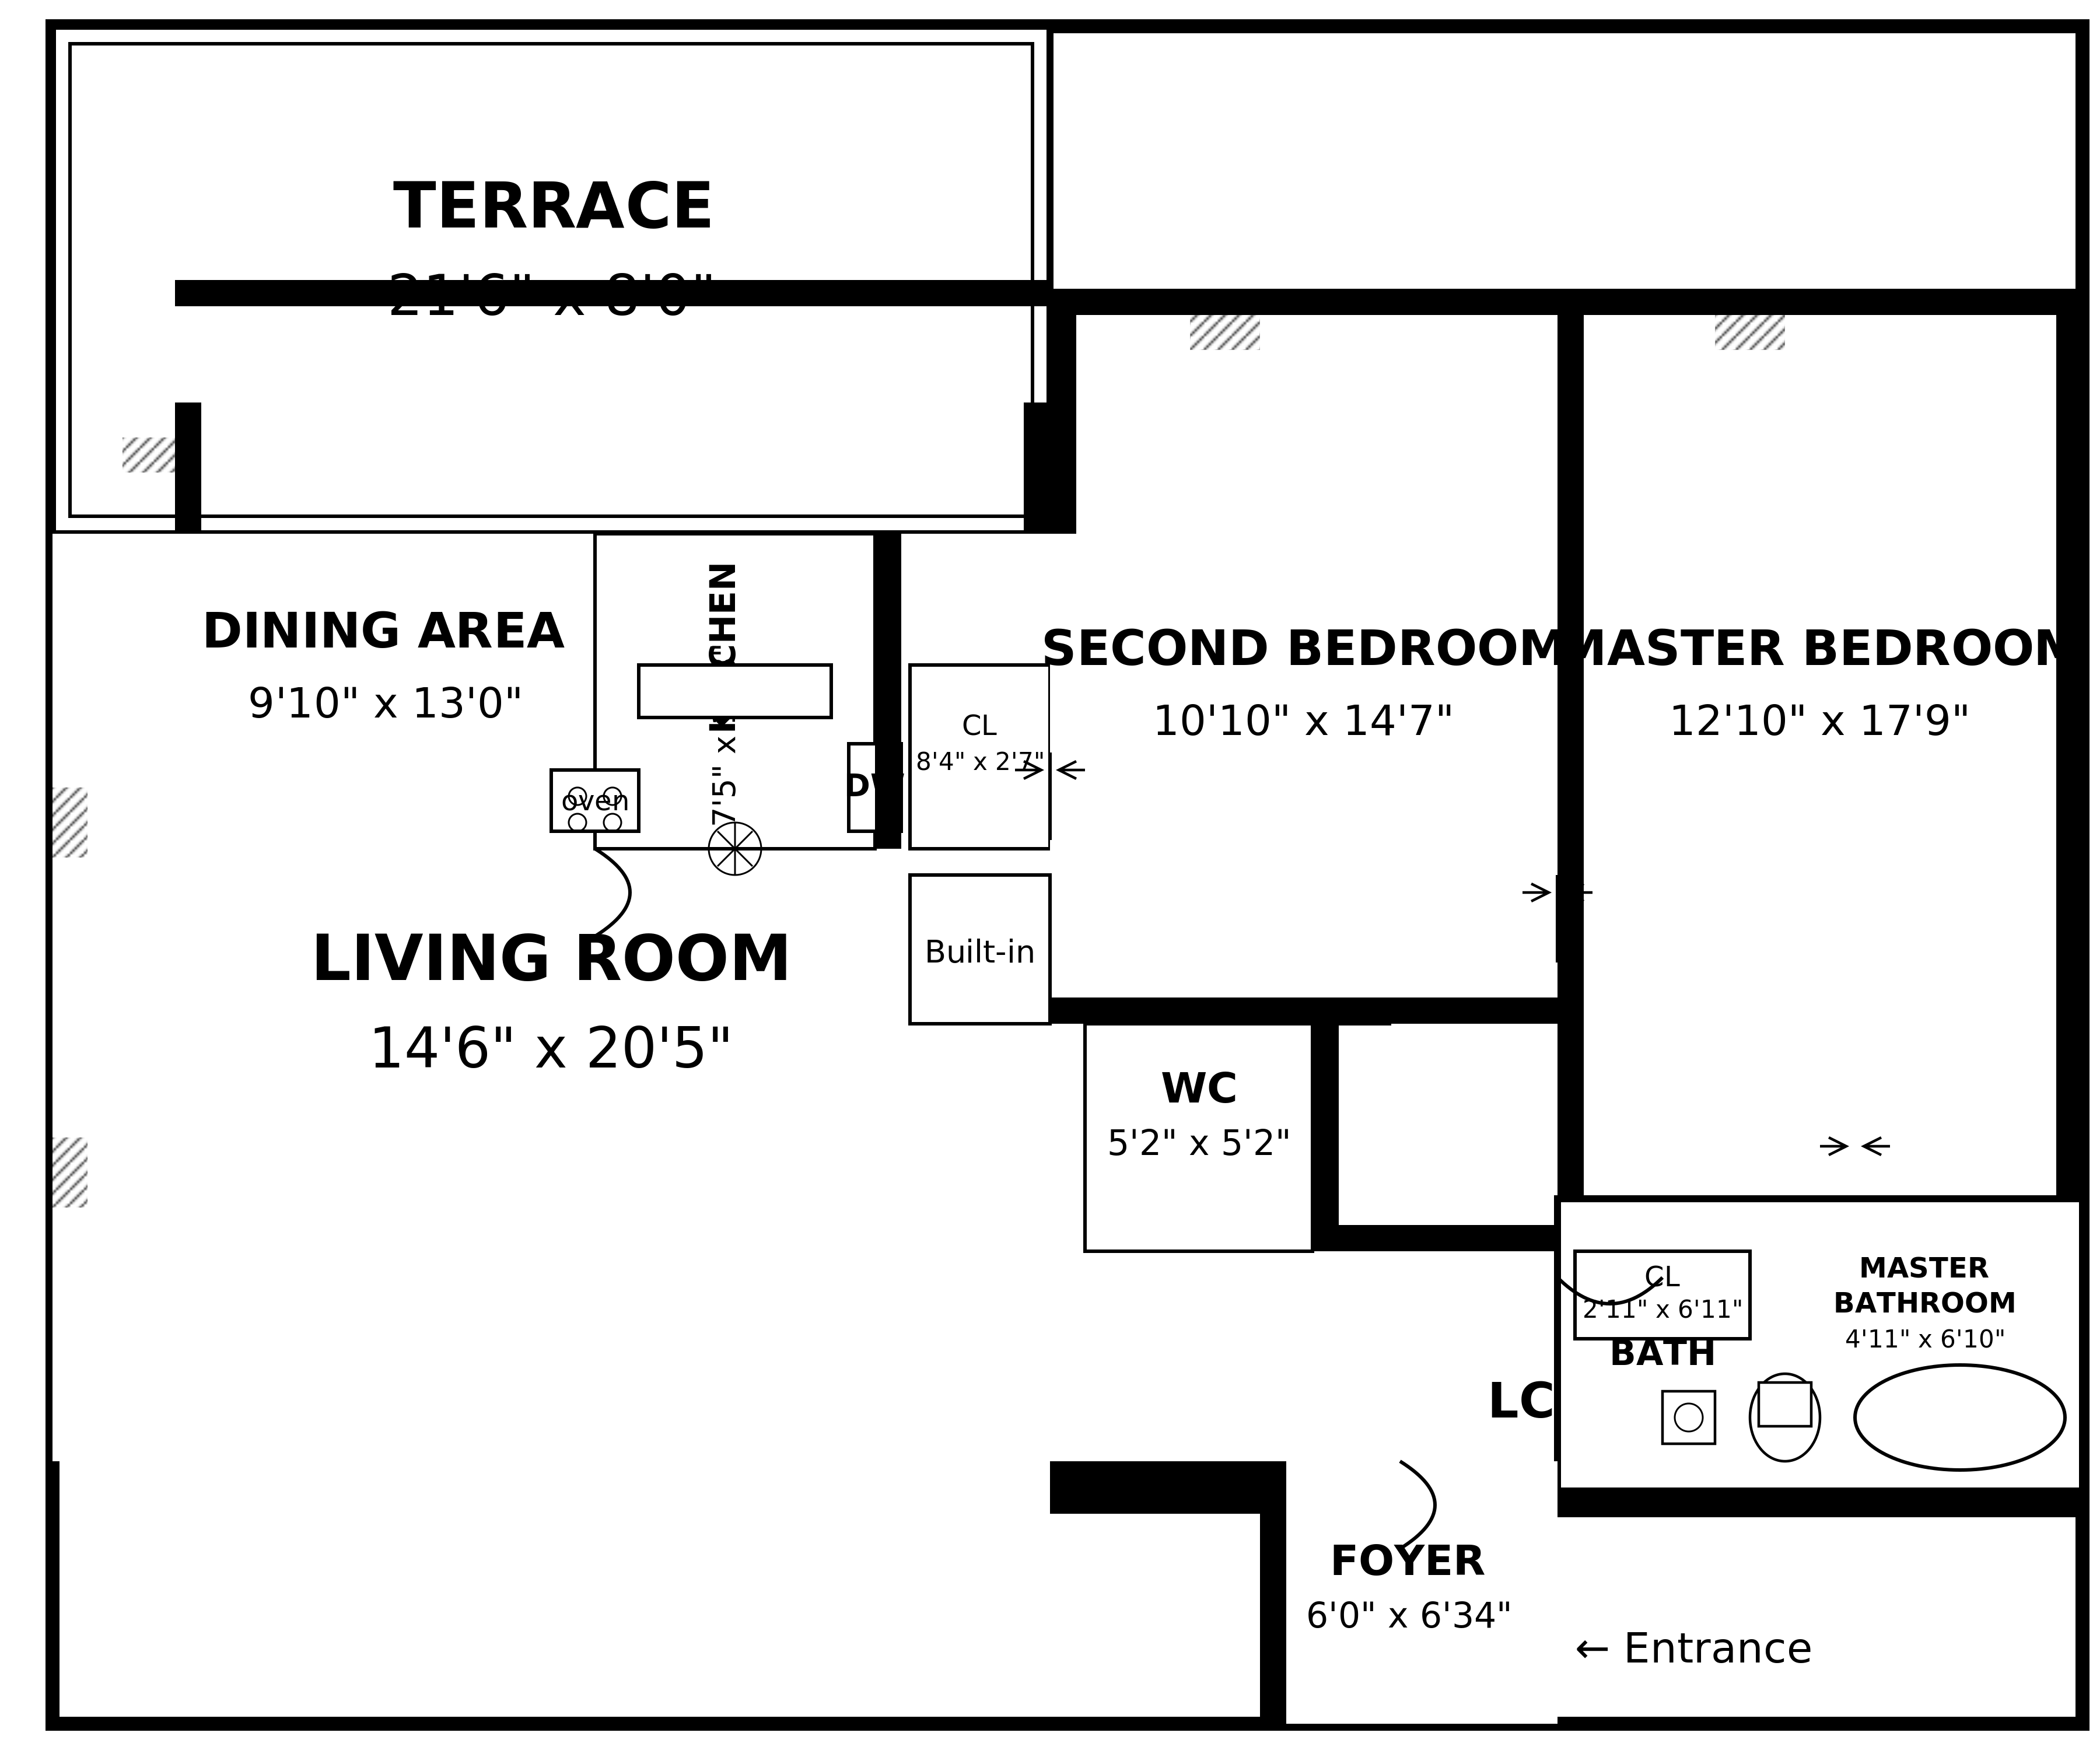 TERRACE
21'6" x 8'0"
DINING AREA
9'10" x 13'0"
7'5" x
oven
CL
8'4" x 2'7"
SECOND BEDROOM
10'10" x 14'7"
MASTER BEDROOM
12'10" x 17'9"
LIVING ROOM
14'6" x 20'5"
Built-in
WC
5'2" x 5'2"
CL
2'11" x 6'11"
BATH
MASTER
BATHROOM
4'11" x 6'10"
LC
FOYER
6'0" x 6'34"
← Entrance